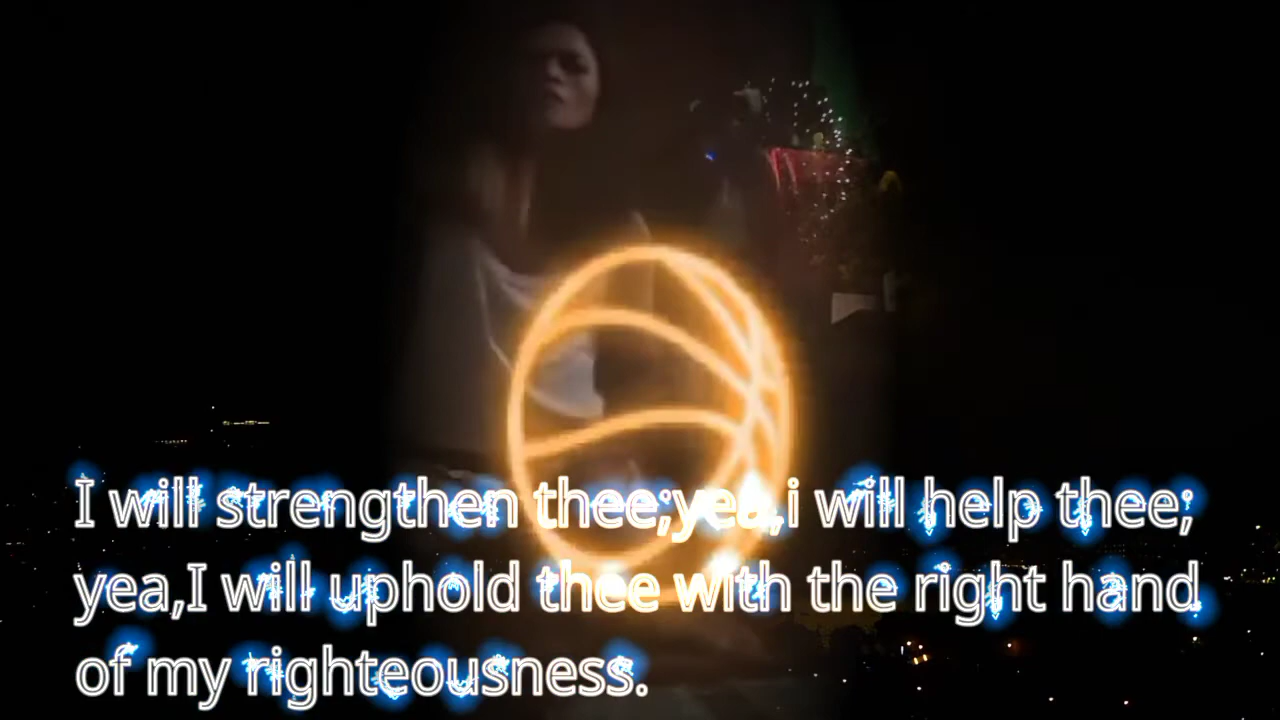 I will strengthen thee;yea,i will help thee;
yea,I will uphold thee with the right hand
of my righteousness.